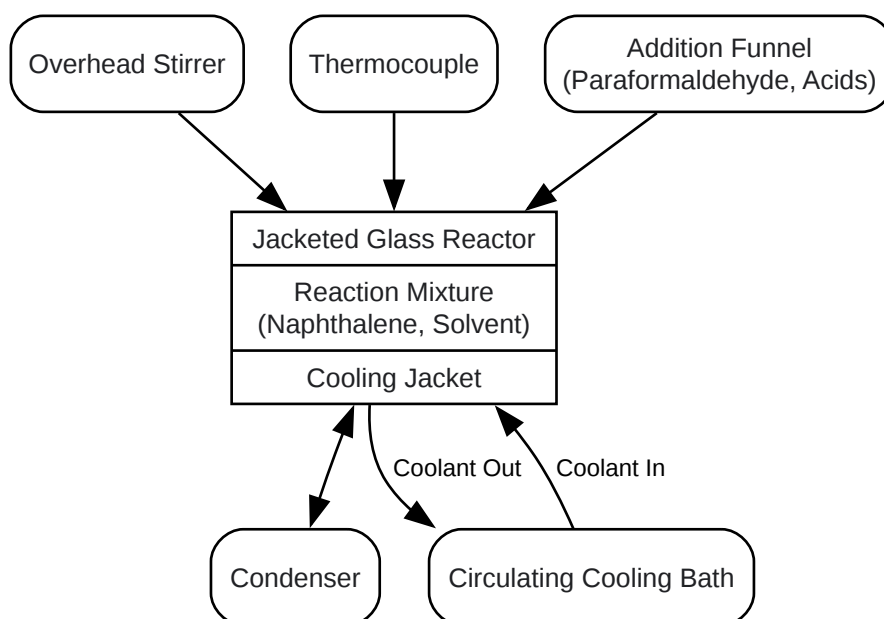 Overhead Stirrer
Thermocouple
Addition Funnel
(Paraformaldehyde, Acids)
Jacketed Glass Reactor
Reaction Mixture
(Naphthalene, Solvent)
Cooling Jacket
Coolant Out
Coolant In
Condenser
Circulating Cooling Bath